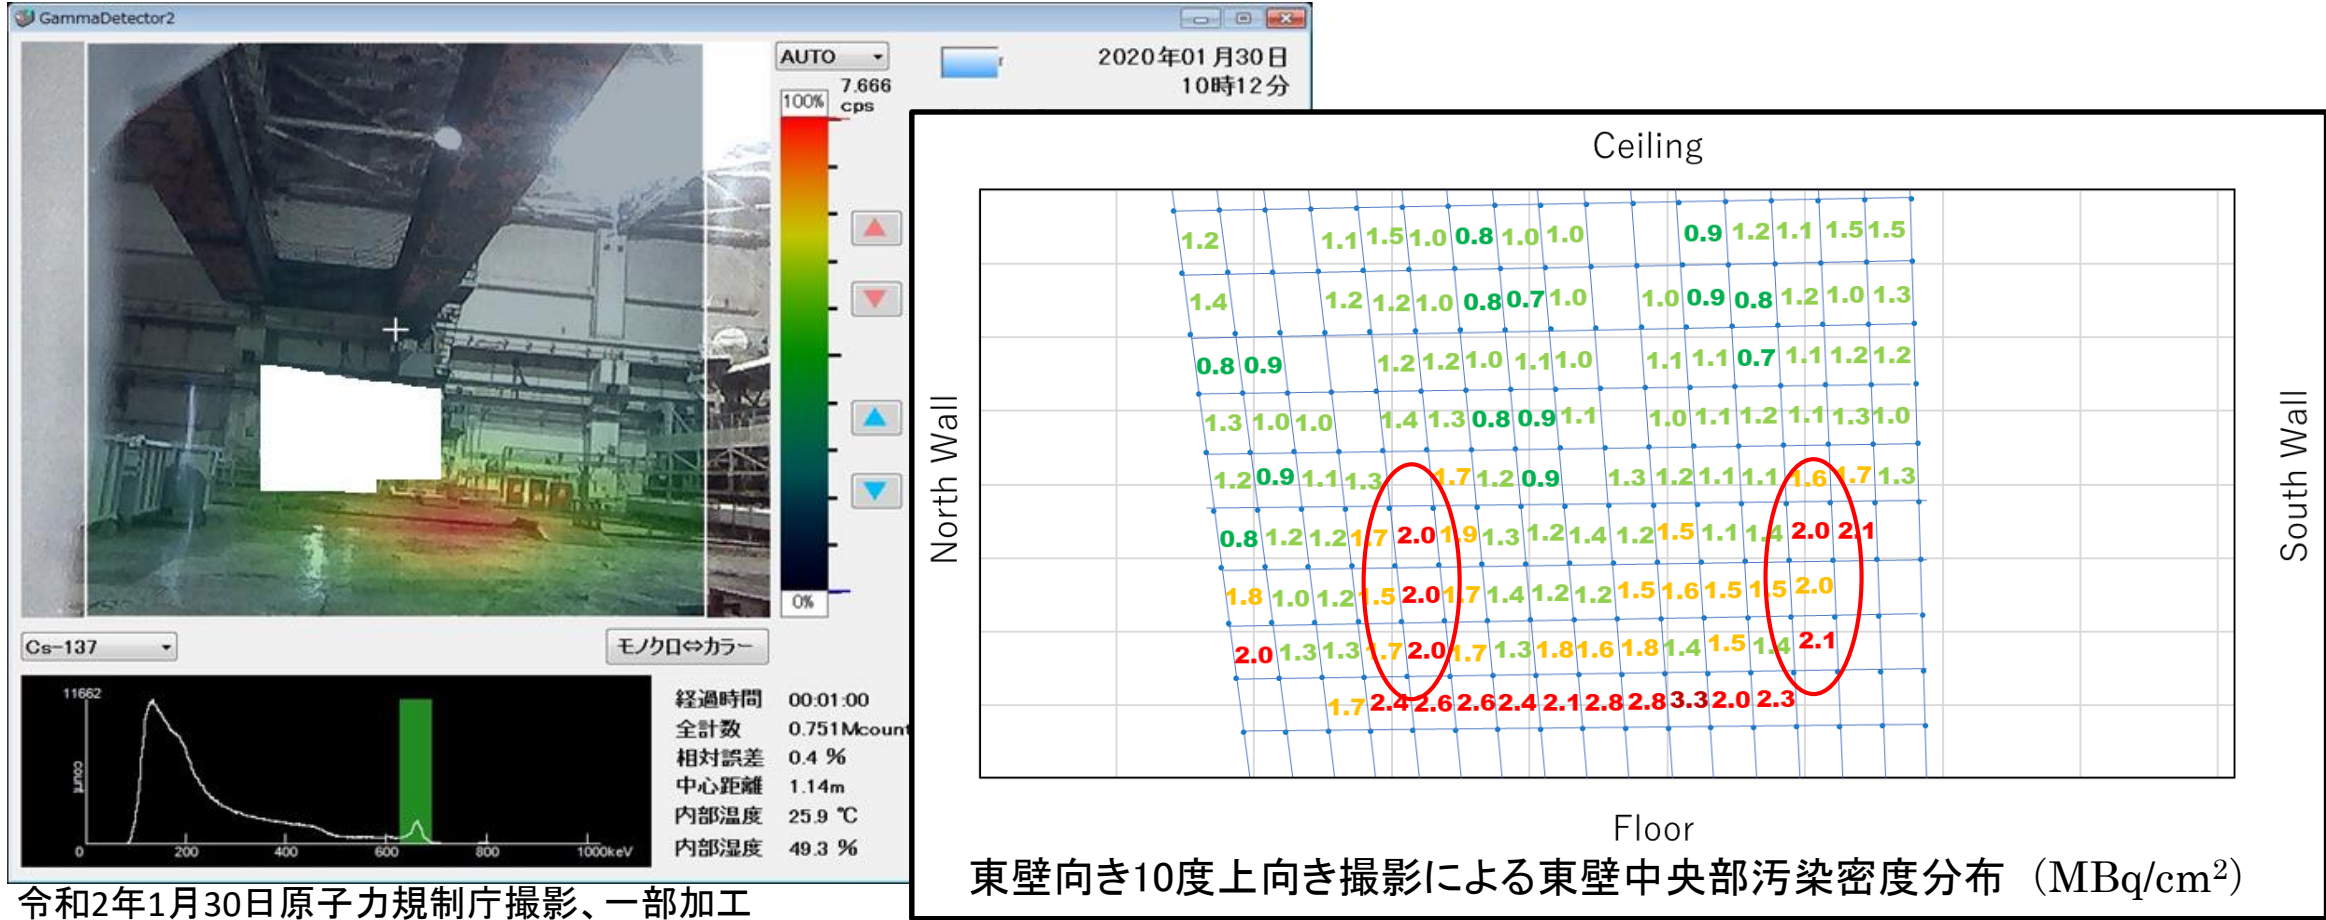 GammaDetector2
AUTO
2020年01月30日
10時12分
7.666
cps
100%
0%
Cs-137
モノクロ⇔カラー
11662
count
0 200 400 600 800 1000keV
経過時間 00:01:00
全計数 0.751Mcount
相対誤差 0.4 %
中心距離 1.14m
内部温度 25.9 ℃
内部湿度 49.3 %
令和2年1月30日原子力規制庁撮影、一部加工
Ceiling
North Wall
South Wall
1.2 1.1 1.5 1.0 0.8 1.0 1.0 0.9 1.2 1.1 1.5 1.5
1.4 1.2 1.2 1.0 0.8 0.7 1.0 1.0 0.9 0.8 1.2 1.0 1.3
0.8 0.9 1.2 1.2 1.0 1.1 1.0 1.1 1.1 0.7 1.1 1.2 1.2
1.3 1.0 1.0 1.4 1.3 0.8 0.9 1.1 1.0 1.1 1.2 1.1 1.3 1.0
1.2 0.9 1.1 1.3 1.7 1.2 0.9 1.3 1.2 1.1 1.1 1.6 1.7 1.3
0.8 1.2 1.2 1.7 2.0 1.9 1.3 1.2 1.4 1.2 1.5 1.1 1.4 2.0 2.1
1.8 1.0 1.2 1.5 2.0 1.7 1.4 1.2 1.2 1.5 1.6 1.5 1.5 2.0
2.0 1.3 1.3 1.7 2.0 1.7 1.3 1.8 1.6 1.8 1.4 1.5 1.4 2.1
1.7 2.4 2.6 2.6 2.4 2.1 2.8 2.8 3.3 2.0 2.3
Floor
東壁向き10度上向き撮影による東壁中央部汚染密度分布 (MBq/cm²)